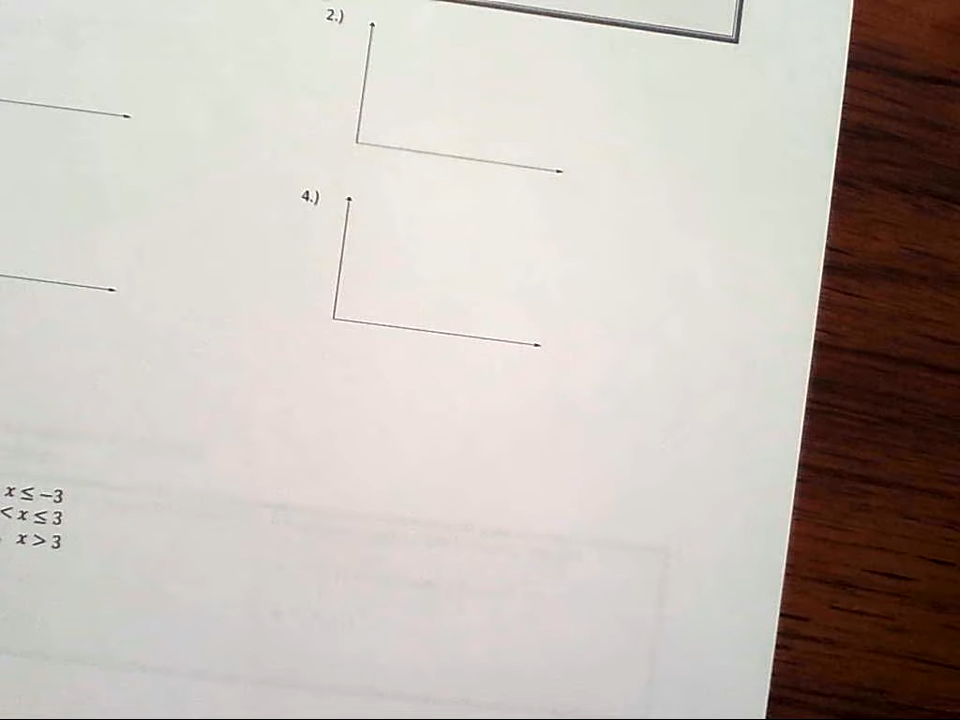 2.)
4.)
x ≤ −3
< x ≤ 3
x > 3